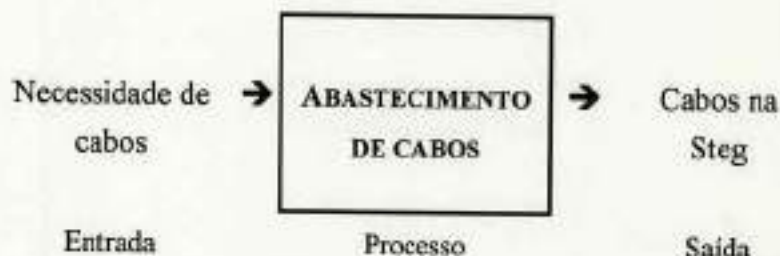 Necessidade de
cabos
➔
ABASTECIMENTO
DE CABOS
➔
Cabos na
Steg
Entrada
Processo
Saída